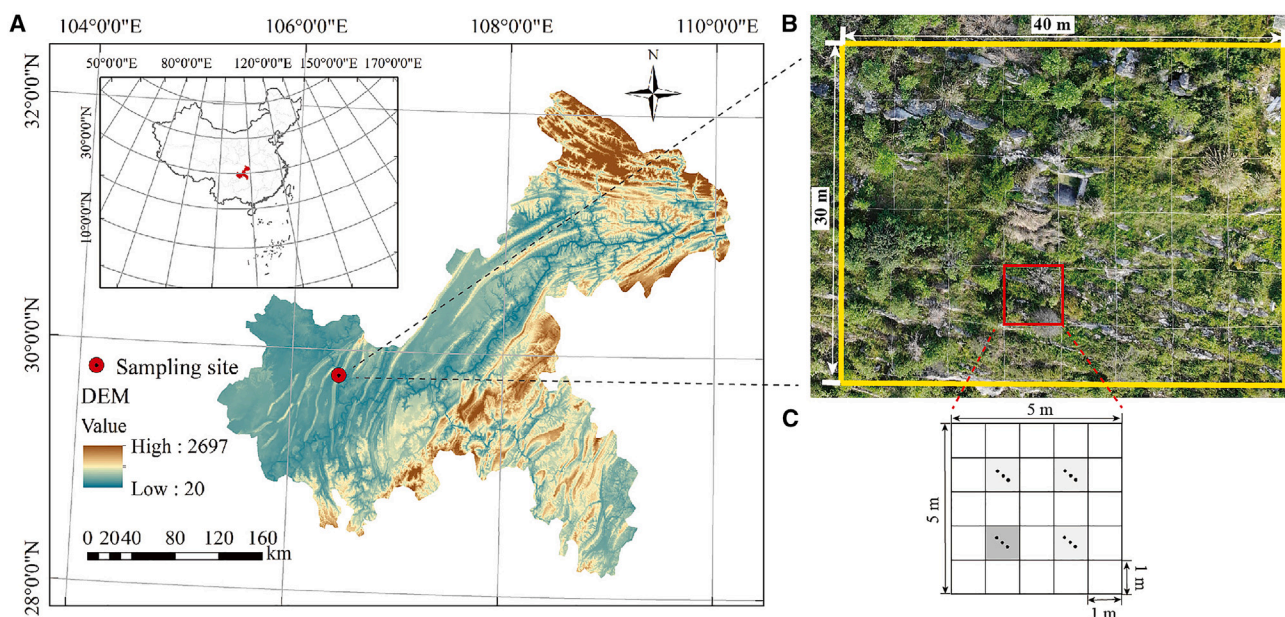 A
104°0'0"E
106°0'0"E
108°0'0"E
110°0'0"E
50°0'0"E
80°0'0"E
120°0'0"E
150°0'0"E
170°0'0"E
30°0'0"N
10°0'0"N
N
32°0'0"N
30°0'0"N
28°0'0"N
Sampling site
DEM
Value
High : 2697
Low : 20
0 20 40 80 120 160
km
B
40 m
30 m
C
5 m
5 m
1 m
1 m